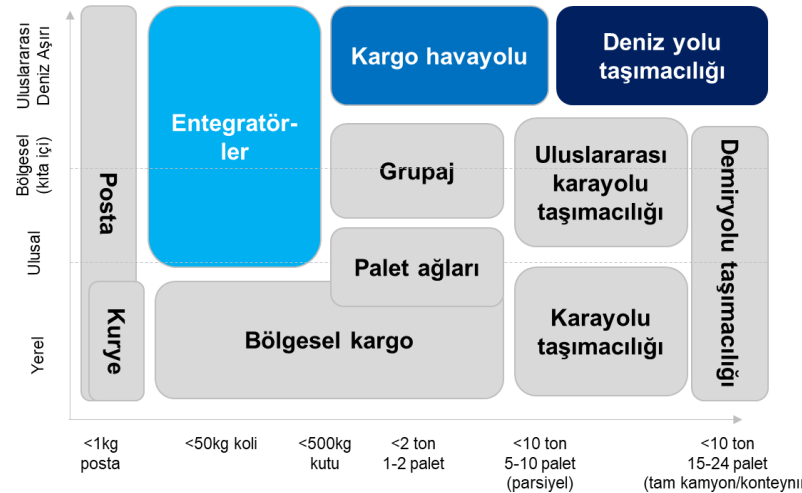 Uluslararası
Deniz Aşırı
Bölgesel
(kıta içi)
Ulusal
Yerel
Posta
Kurye
Entegratör-
ler
Kargo havayolu
Deniz yolu
taşımacılığı
Grupaj
Uluslararası
karayolu
taşımacılığı
Demiryolu taşımacılığı
Palet ağları
Bölgesel kargo
Karayolu
taşımacılığı
<1kg
posta
<50kg koli
<500kg
kutu
<2 ton
1-2 palet
<10 ton
5-10 palet
(parsiyel)
<10 ton
15-24 palet
(tam kamyon/konteynır